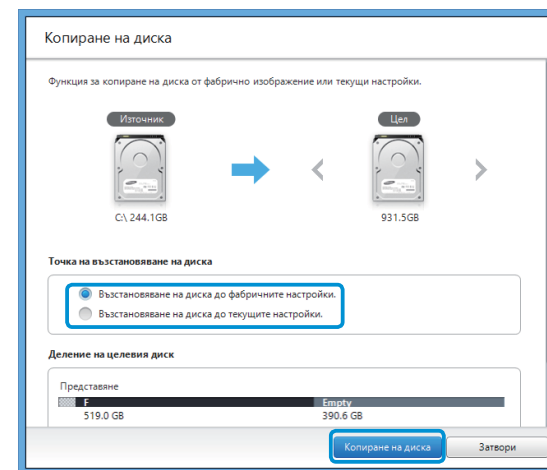 Копиране на диска
Функция за копиране на диска от фабрично изображение или текущи настройки.
Източник
Цел
C:\ 244.1GB
931.5GB
Точка на възстановяване на диска
Възстановяване на диска до фабричните настройки.
Възстановяване на диска до текущите настройки.
Деление на целевия диск
Представяне
F Empty
519.0 GB 390.6 GB
Копиране на диска Затвори